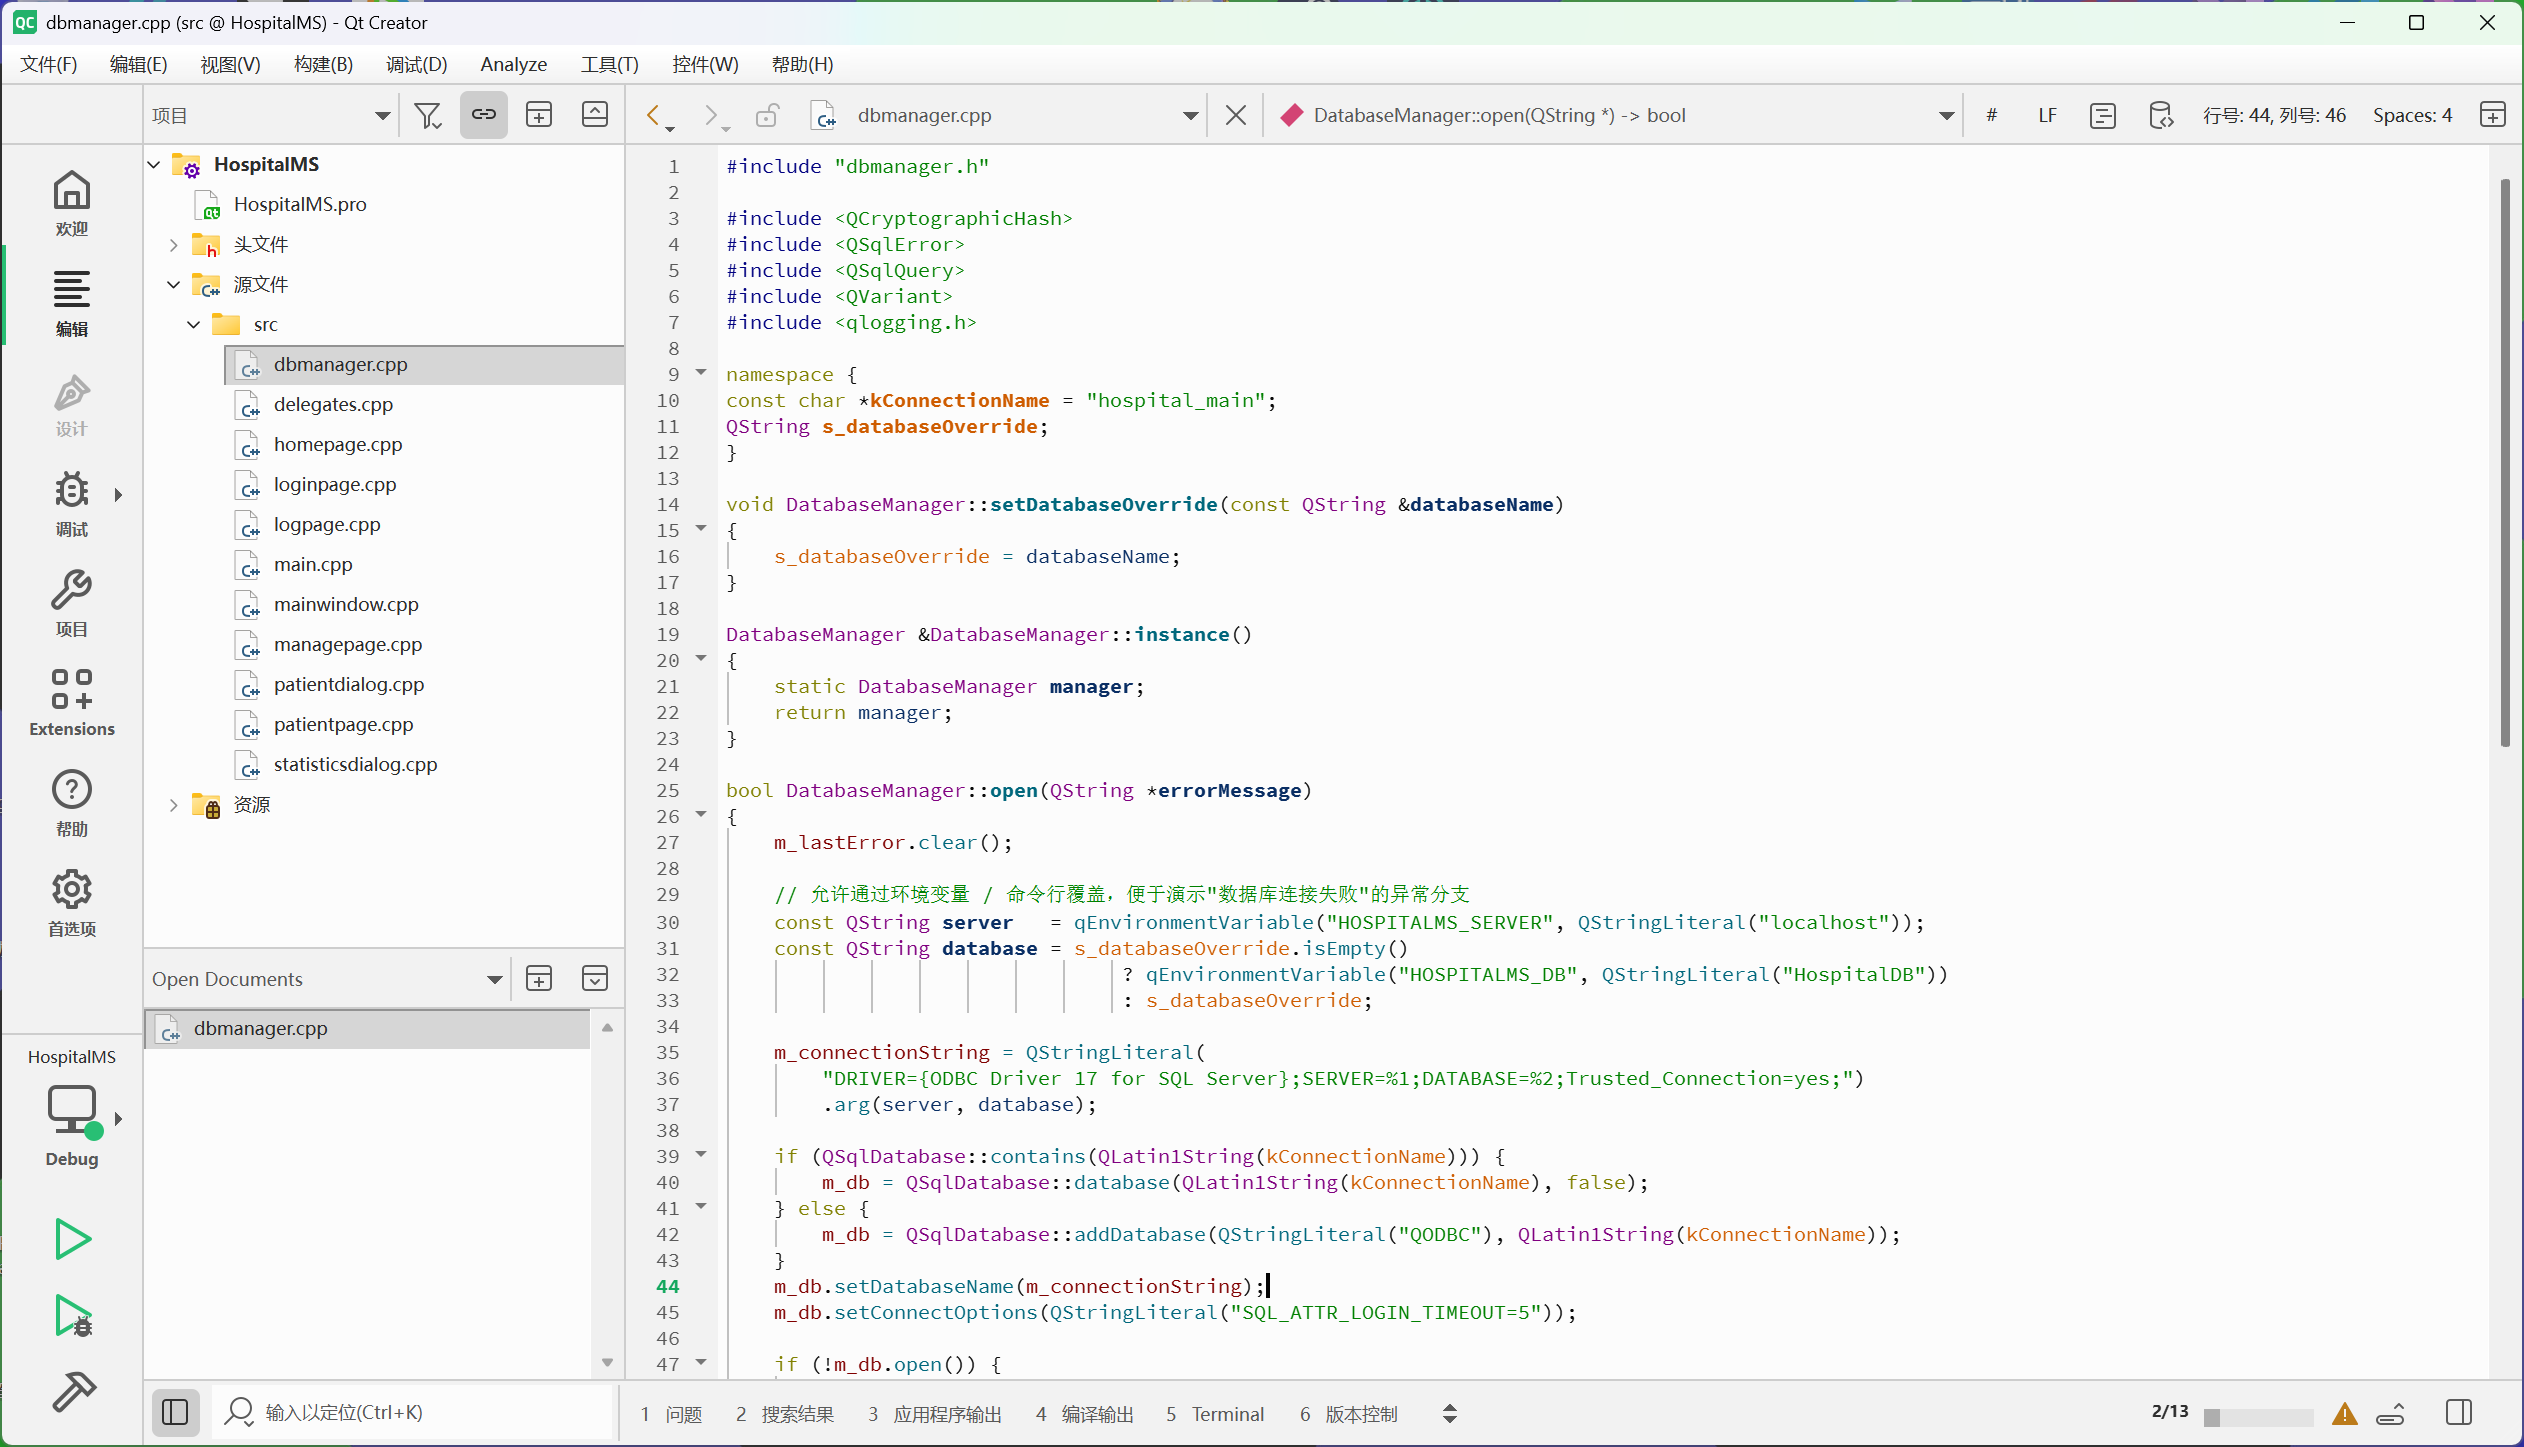 dbmanager.cpp (src @ HospitalMS) - Qt Creator
文件(F) 编辑(E) 视图(V) 构建(B) 调试(D) Analyze 工具(T) 控件(W) 帮助(H)
项目
dbmanager.cpp
DatabaseManager::open(QString *) -> bool
# LF 行号: 44, 列号: 46 Spaces: 4
欢迎
编辑
设计
调试
项目
Extensions
帮助
首选项
HospitalMS
Debug
HospitalMS
HospitalMS.pro
头文件
源文件
src
dbmanager.cpp
delegates.cpp
homepage.cpp
loginpage.cpp
logpage.cpp
main.cpp
mainwindow.cpp
managepage.cpp
patientdialog.cpp
patientpage.cpp
statisticsdialog.cpp
资源
Open Documents
dbmanager.cpp
1 #include "dbmanager.h"
2
3 #include <QCryptographicHash>
4 #include <QSqlError>
5 #include <QSqlQuery>
6 #include <QVariant>
7 #include <qlogging.h>
8
9 namespace {
10 const char *kConnectionName = "hospital_main";
11 QString s_databaseOverride;
12 }
13
14 void DatabaseManager::setDatabaseOverride(const QString &databaseName)
15 {
16     s_databaseOverride = databaseName;
17 }
18
19 DatabaseManager &DatabaseManager::instance()
20 {
21     static DatabaseManager manager;
22     return manager;
23 }
24
25 bool DatabaseManager::open(QString *errorMessage)
26 {
27     m_lastError.clear();
28
29     // 允许通过环境变量 / 命令行覆盖，便于演示"数据库连接失败"的异常分支
30     const QString server   = qEnvironmentVariable("HOSPITALMS_SERVER", QStringLiteral("localhost"));
31     const QString database = s_databaseOverride.isEmpty()
32                                  ? qEnvironmentVariable("HOSPITALMS_DB", QStringLiteral("HospitalDB"))
33                                  : s_databaseOverride;
34
35     m_connectionString = QStringLiteral(
36         "DRIVER={ODBC Driver 17 for SQL Server};SERVER=%1;DATABASE=%2;Trusted_Connection=yes;")
37         .arg(server, database);
38
39     if (QSqlDatabase::contains(QLatin1String(kConnectionName))) {
40         m_db = QSqlDatabase::database(QLatin1String(kConnectionName), false);
41     } else {
42         m_db = QSqlDatabase::addDatabase(QStringLiteral("QODBC"), QLatin1String(kConnectionName));
43     }
44     m_db.setDatabaseName(m_connectionString);
45     m_db.setConnectOptions(QStringLiteral("SQL_ATTR_LOGIN_TIMEOUT=5"));
46
47     if (!m_db.open()) {
输入以定位(Ctrl+K)
1 问题 2 搜索结果 3 应用程序输出 4 编译输出 5 Terminal 6 版本控制
2/13